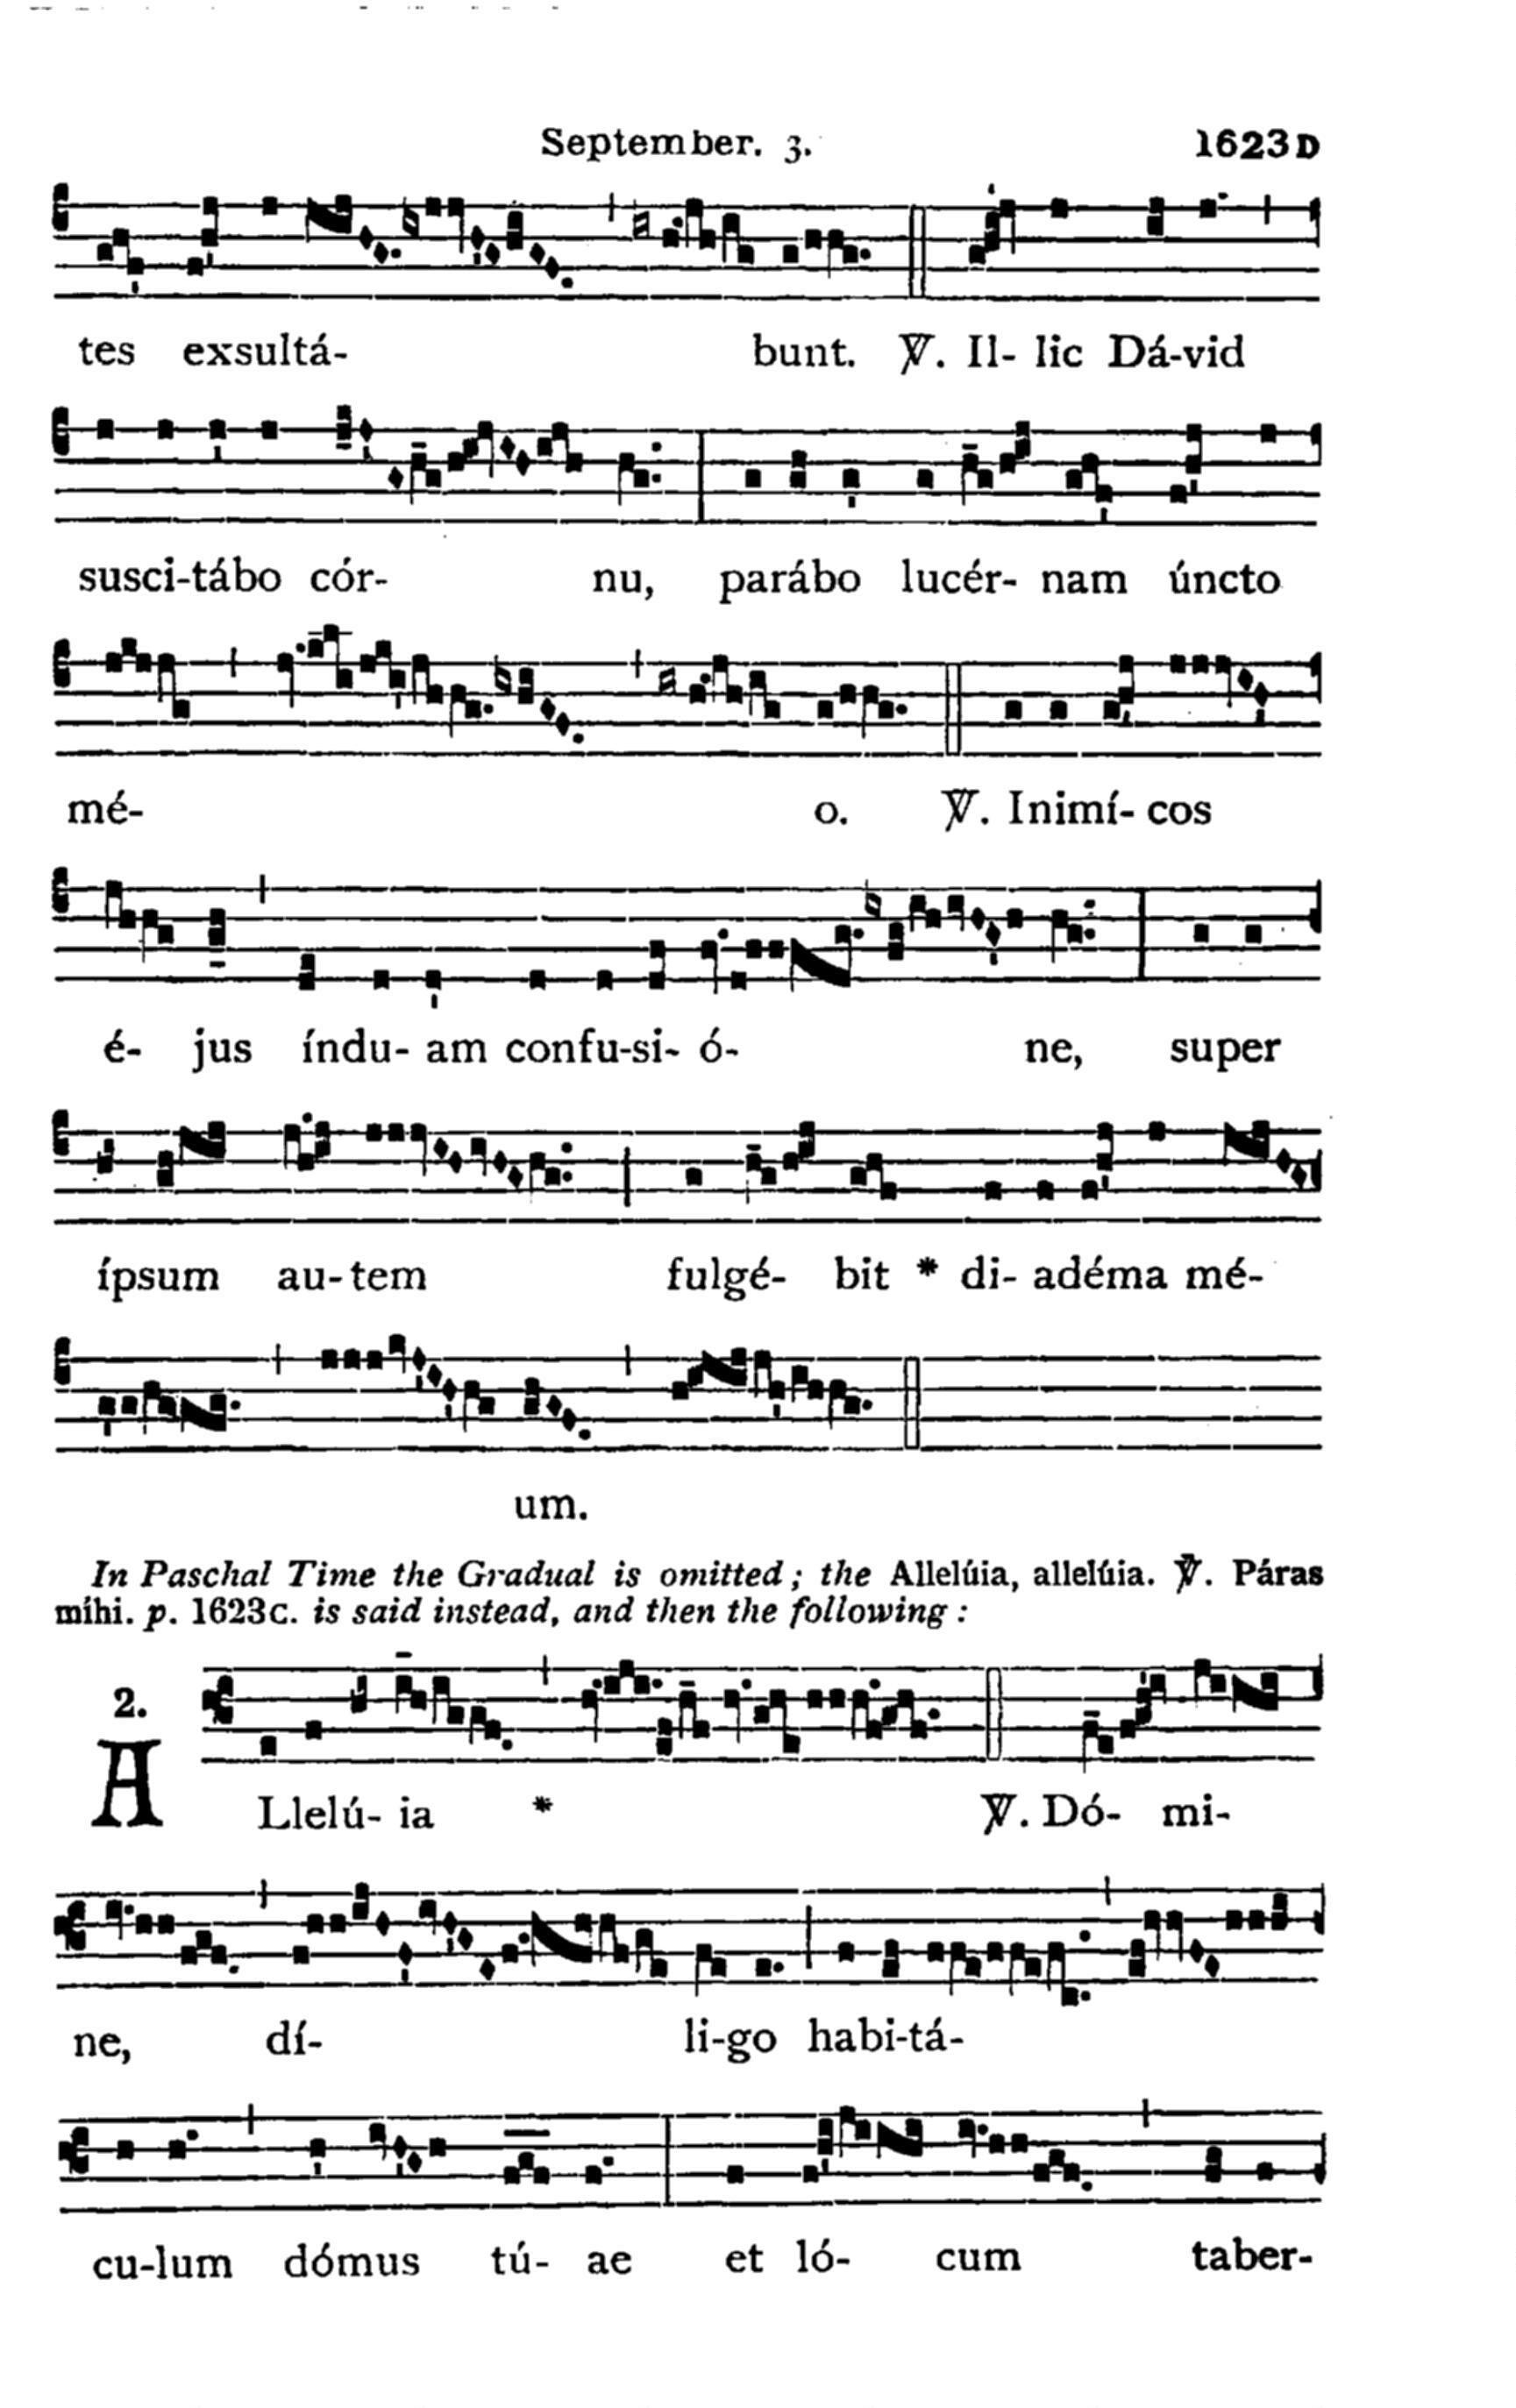 September. 3. 1623D
tes exsultá- bunt. ℣. Il- lic Dá-vid
susci-tábo cór- nu, parábo lucér- nam úncto
mé- o. ℣. Inimí- cos
é- jus índu- am confu-si- ó- ne, super
ípsum au- tem fulgé- bit * di- adéma mé-
um.
In Paschal Time the Gradual is omitted; the Allelúia, allelúia. ℣. Páras
míhi. p. 1623C. is said instead, and then the following :
2.
ALlelú- ia * ℣. Dó- mi-
ne, dí- li-go habi-tá-
cu-lum dómus tú- ae et ló- cum taber-